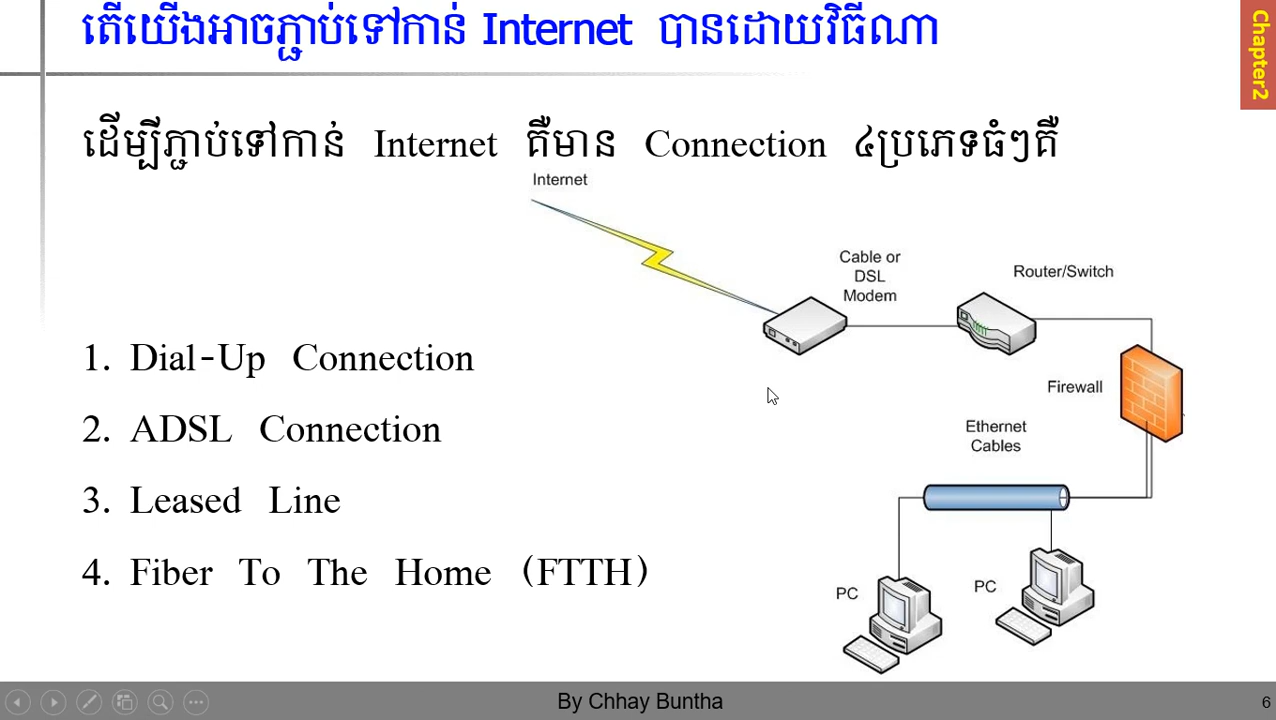 តើយើងអាចភ្ជាប់ទៅកាន់ Internet បានដោយវិធីណា
Chapter2
ដើម្បីភ្ជាប់ទៅកាន់ Internet គឺមាន Connection ៤ប្រភេទធំៗគឺ
Internet
Cable or
DSL
Modem
Router/Switch
Firewall
Ethernet
Cables
PC
PC
1. Dial-Up Connection
2. ADSL Connection
3. Leased Line
4. Fiber To The Home (FTTH)
By Chhay Buntha
6